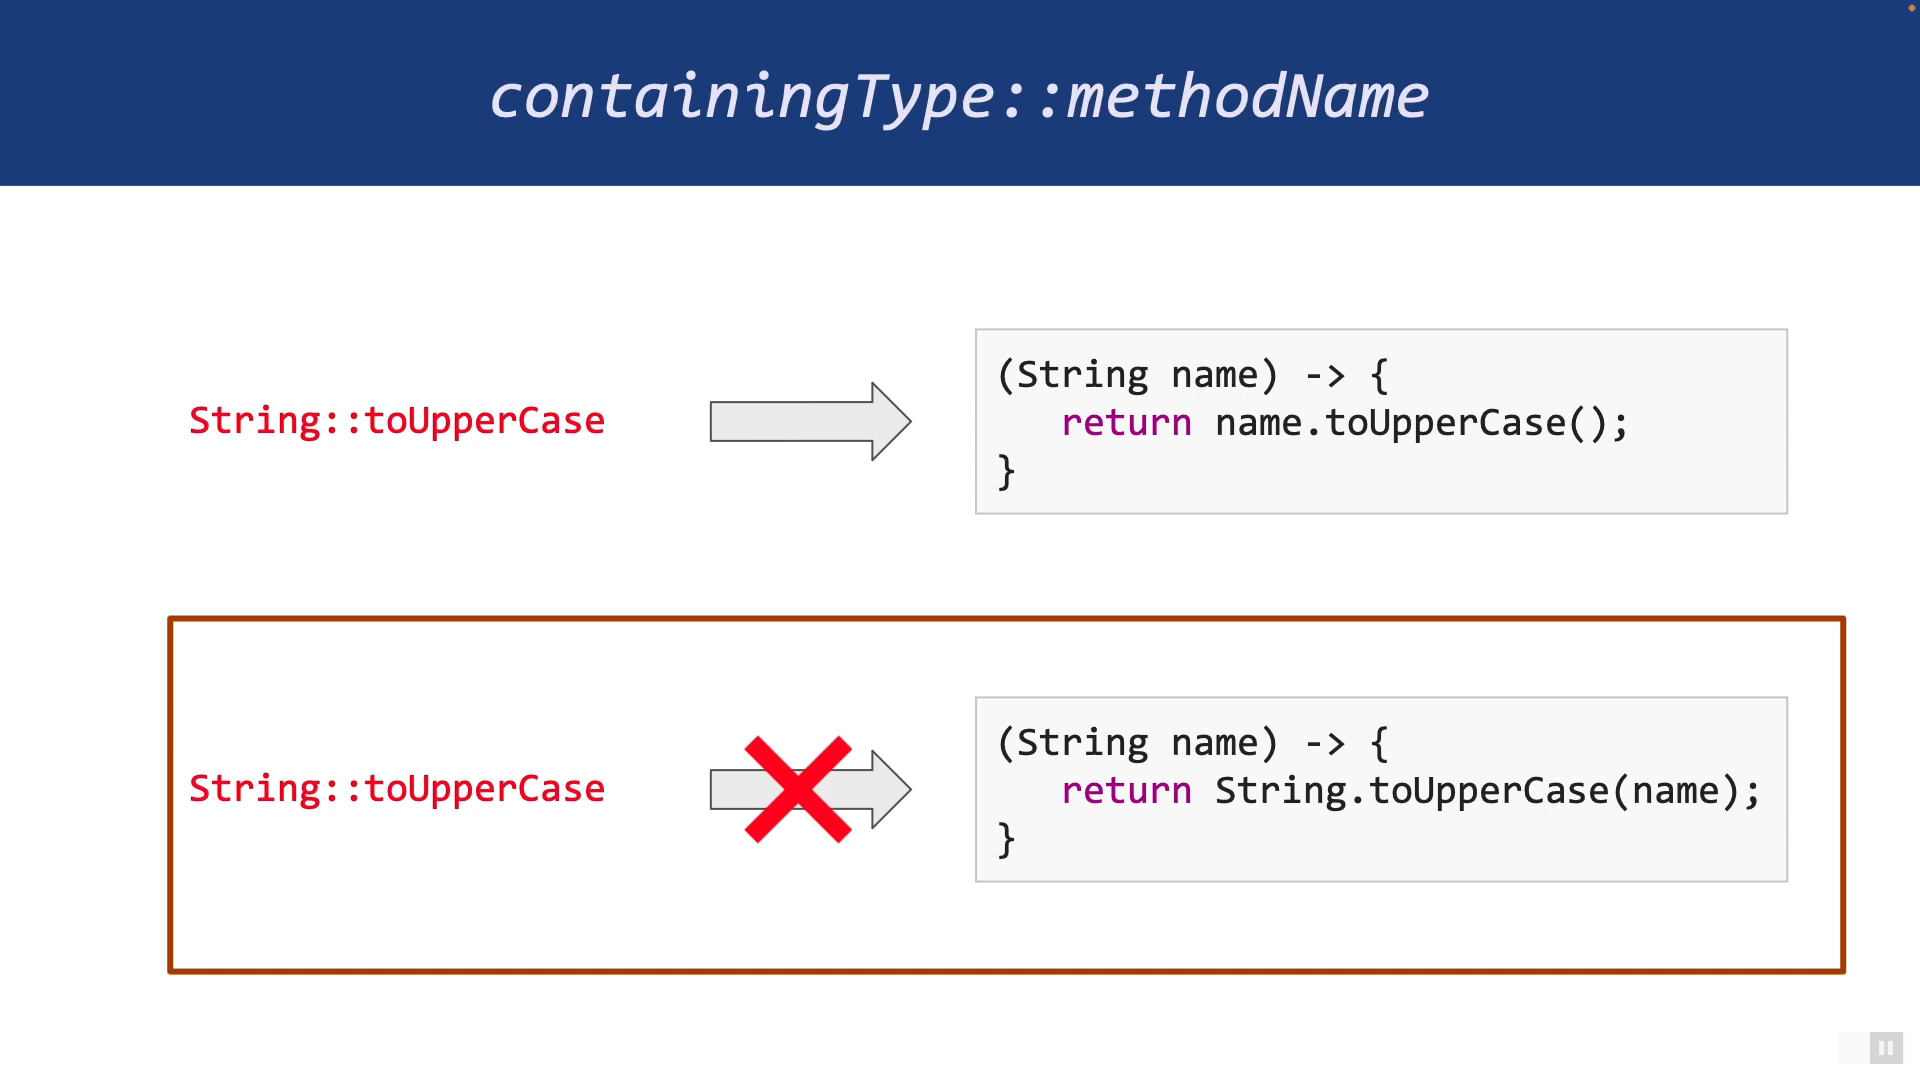 containingType::methodName
String::toUpperCase
(String name) -> {
return name.toUpperCase();
}
String::toUpperCase
(String name) -> {
return String.toUpperCase(name);
}